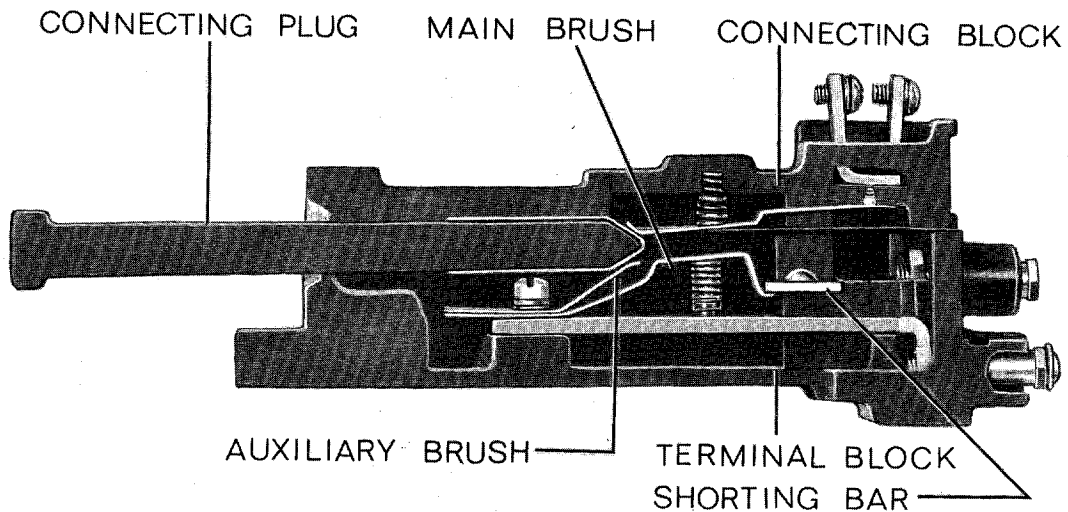 CONNECTING PLUG
MAIN BRUSH
CONNECTING BLOCK
AUXILIARY BRUSH
TERMINAL BLOCK
SHORTING BAR